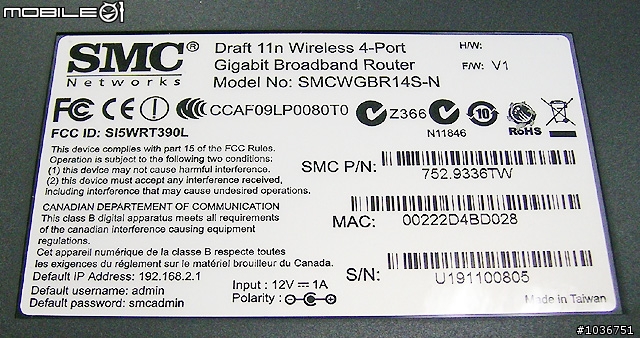 MOBILE01
SMC®
Networks
Draft 11n Wireless 4-Port
Gigabit Broadband Router
Model No: SMCWGBR14S-N
H/W:
F/W: V1
FCC ID: SI5WRT390L
CCAF09LP0080T0
Z366
N11846
10
RoHS
This device complies with part 15 of the FCC Rules.
Operation is subject to the following two conditions:
(1) this device may not cause harmful interference.
(2) this device must accept any interference received,
including interference that may cause undesired operations.
SMC P/N:
752.9336TW
CANADIAN DEPARTEMENT OF COMMUNICATION
This class B digital apparatus meets all requirements
of the canadian interference causing equipment
regulations.
Cet appareil numérique de la classe B respecte toutes
les exigences du réglement sur le matériel brouilleur du Canada.
MAC:
00222D4BD028
Default IP Address: 192.168.2.1
Default username: admin
Default password: smcadmin
Input : 12V ⎓ 1A
Polarity :
S/N:
U191100805
Made in Taiwan
#1036751